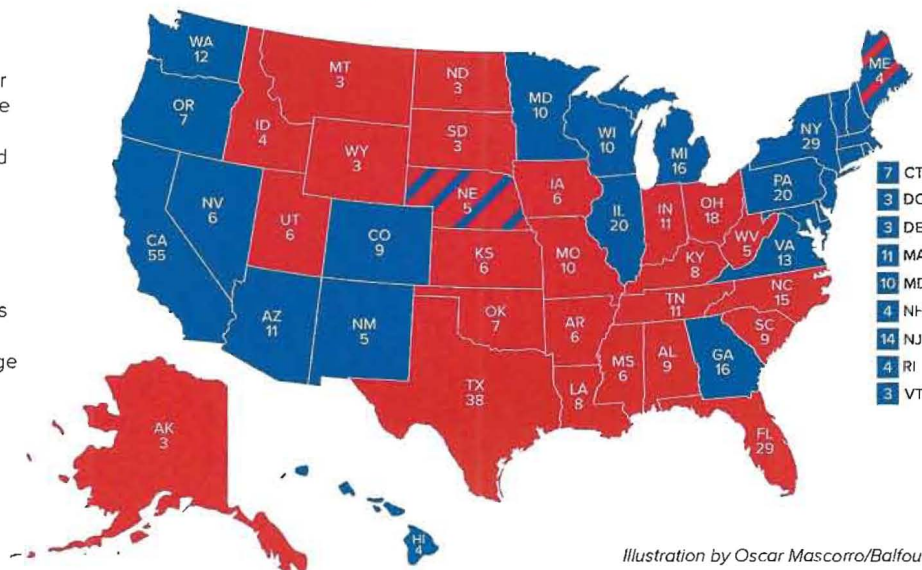 r
e
d
s
ge
WA
12
OR
7
CA
55
NV
6
ID
4
MT
3
WY
3
UT
6
AZ
11
CO
9
NM
5
ND
3
SD
3
NE
5
KS
6
OK
7
TX
38
MD
10
IA
6
MO
10
AR
6
LA
8
WI
10
IL
20
MI
16
IN
11
OH
18
KY
8
TN
11
MS
6
AL
9
GA
16
FL
29
SC
9
NC
15
VA
13
WV
5
PA
20
NY
29
ME
4
AK
3
HI
4
7 CT
3 DC
3 DE
11 MA
10 MD
4 NH
14 NJ
4 RI
3 VT
Illustration by Oscar Mascorro/Balfou